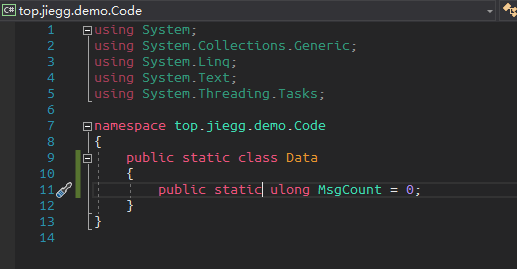 C# top.jiegg.demo.Code
1 using System;
2 using System.Collections.Generic;
3 using System.Linq;
4 using System.Text;
5 using System.Threading.Tasks;
6
7 namespace top.jiegg.demo.Code
8 {
9 public static class Data
10 {
11 public static ulong MsgCount = 0;
12 }
13 }
14